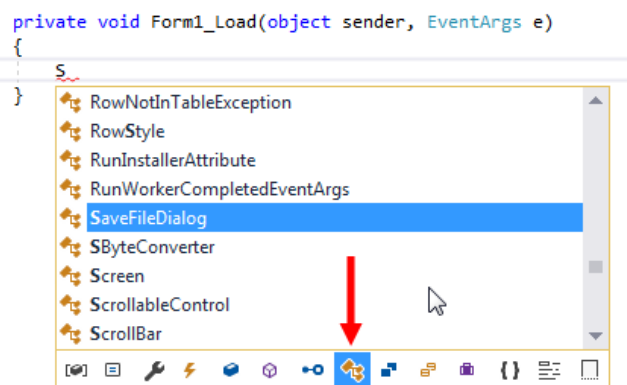 private void Form1_Load(object sender, EventArgs e)
{
S
}
RowNotInTableException
RowStyle
RunInstallerAttribute
RunWorkerCompletedEventArgs
SaveFileDialog
SByteConverter
Screen
ScrollableControl
ScrollBar
{ }